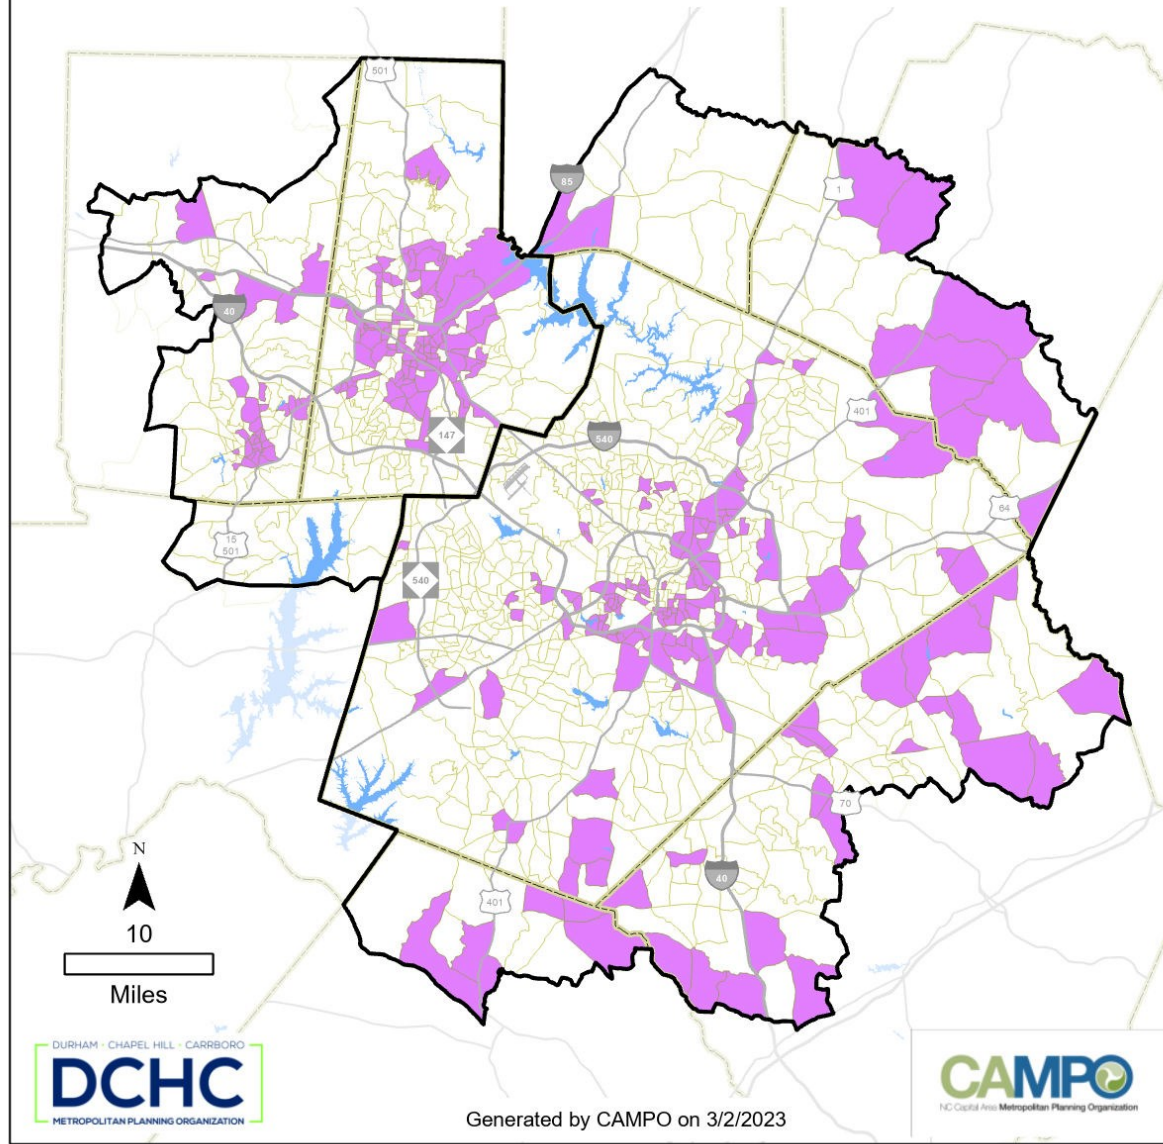 501
85
1
40
401
147
540
64
15
501
540
70
40
401
N
10
Miles
DURHAM · CHAPEL HILL · CARRBORO
DCHC
METROPOLITAN PLANNING ORGANIZATION
Generated by CAMPO on 3/2/2023
CAMPO
NC Capital Area Metropolitan Planning Organization